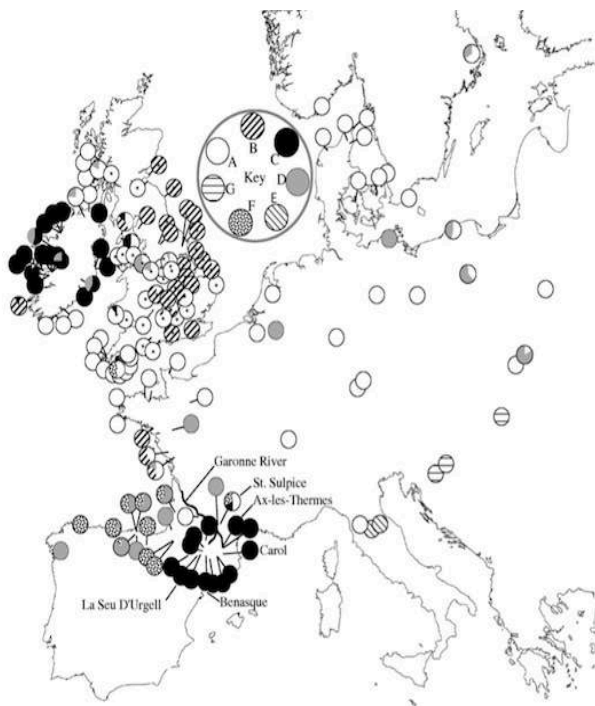 B
A
C
Key
G
D
E
F
Garonne River
St. Sulpice
Ax-les-Thermes
Carol
La Seu D'Urgell
Benasque